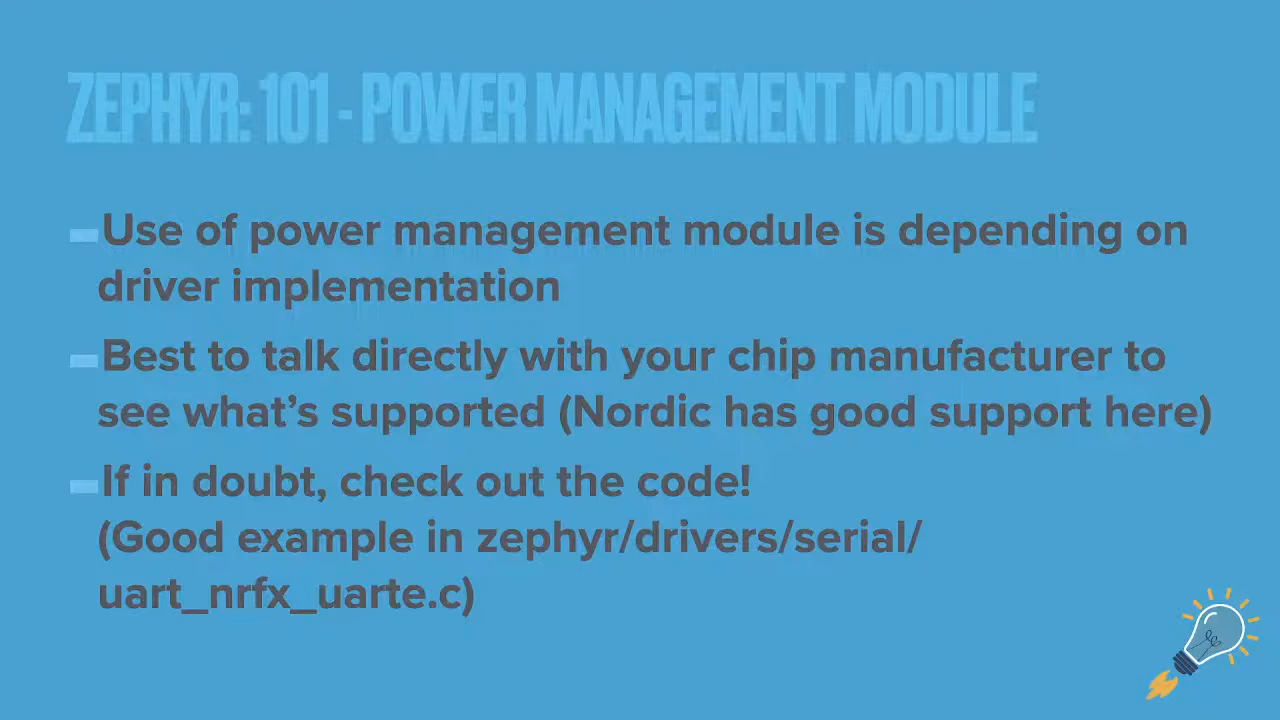 ZEPHYR: 101 - POWER MANAGEMENT MODULE
Use of power management module is depending on
driver implementation
Best to talk directly with your chip manufacturer to
see what's supported (Nordic has good support here)
If in doubt, check out the code!
(Good example in zephyr/drivers/serial/
uart_nrfx_uarte.c)